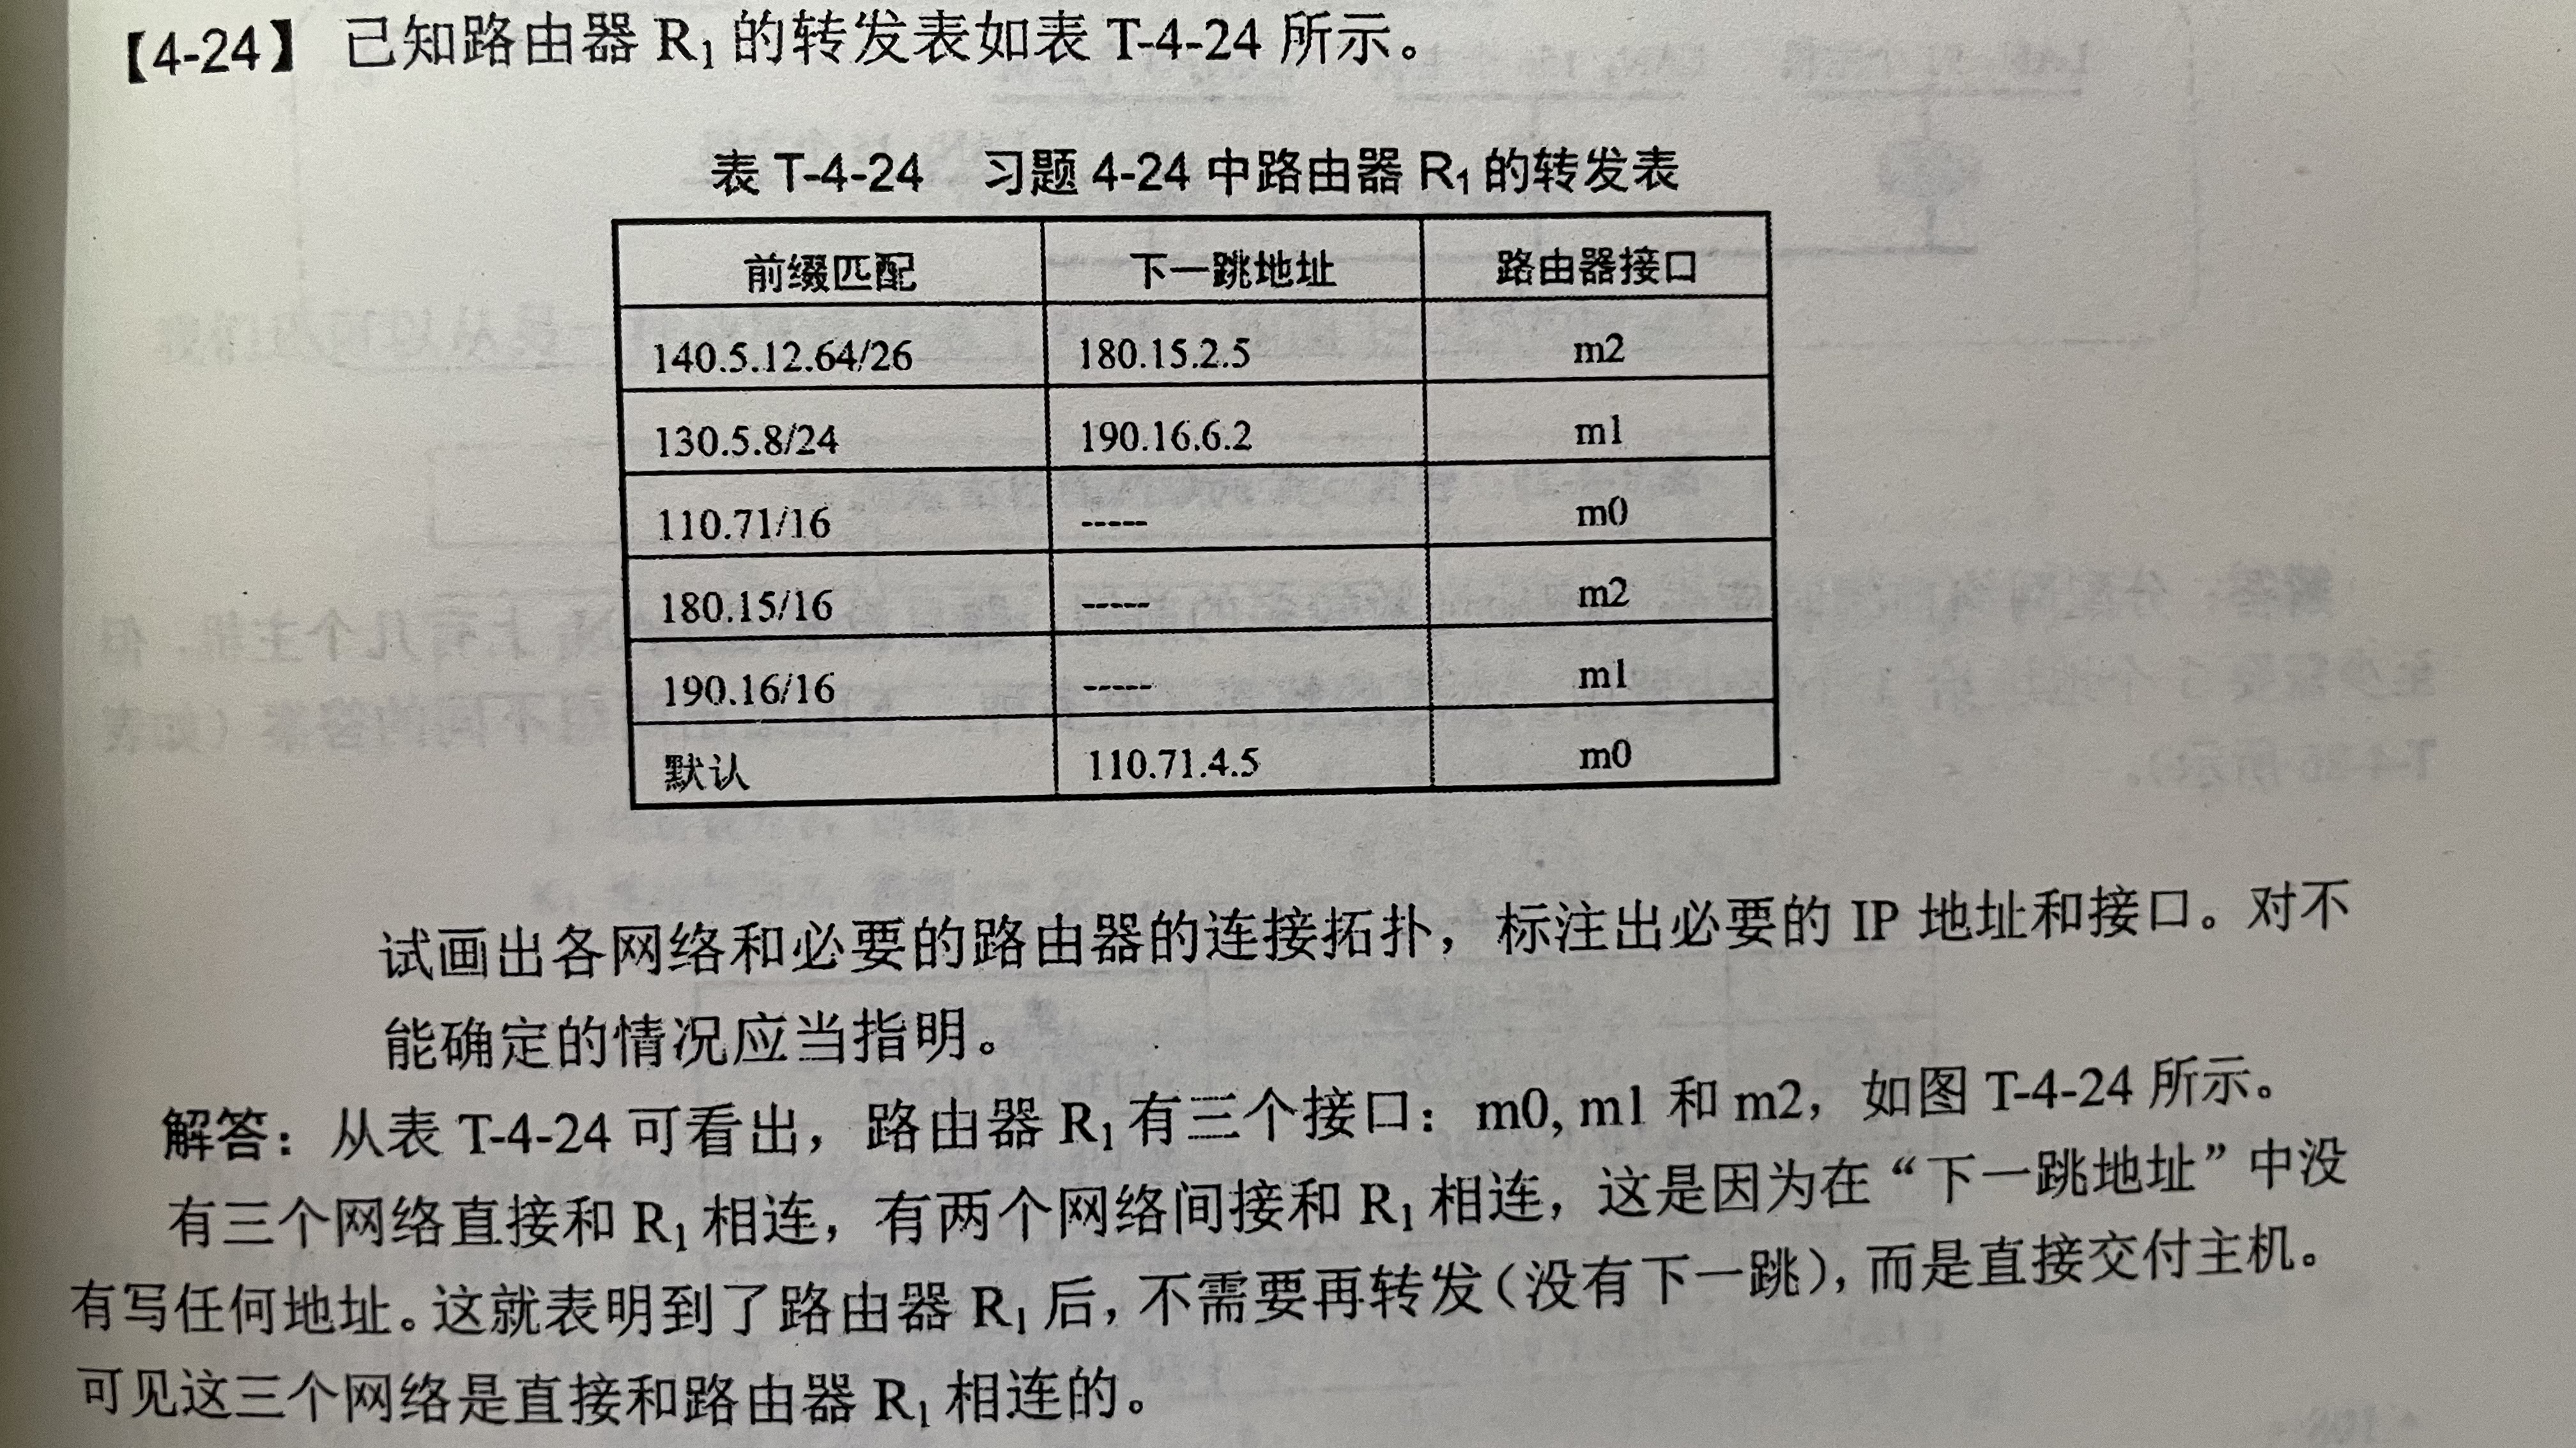 【4-24】 已知路由器 R1 的转发表如表 T-4-24 所示。
表 T-4-24 习题 4-24 中路由器 R1 的转发表
前缀匹配 下一跳地址 路由器接口
140.5.12.64/26 180.15.2.5 m2
130.5.8/24 190.16.6.2 m1
110.71/16 ----- m0
180.15/16 ----- m2
190.16/16 ----- m1
默认 110.71.4.5 m0
试画出各网络和必要的路由器的连接拓扑，标注出必要的 IP 地址和接口。对不
能确定的情况应当指明。
解答：从表 T-4-24 可看出，路由器 R1 有三个接口：m0, m1 和 m2，如图 T-4-24 所示。
有三个网络直接和 R1 相连，有两个网络间接和 R1 相连，这是因为在“下一跳地址”中没
有写任何地址。这就表明到了路由器 R1 后，不需要再转发（没有下一跳），而是直接交付主机。
可见这三个网络是直接和路由器 R1 相连的。